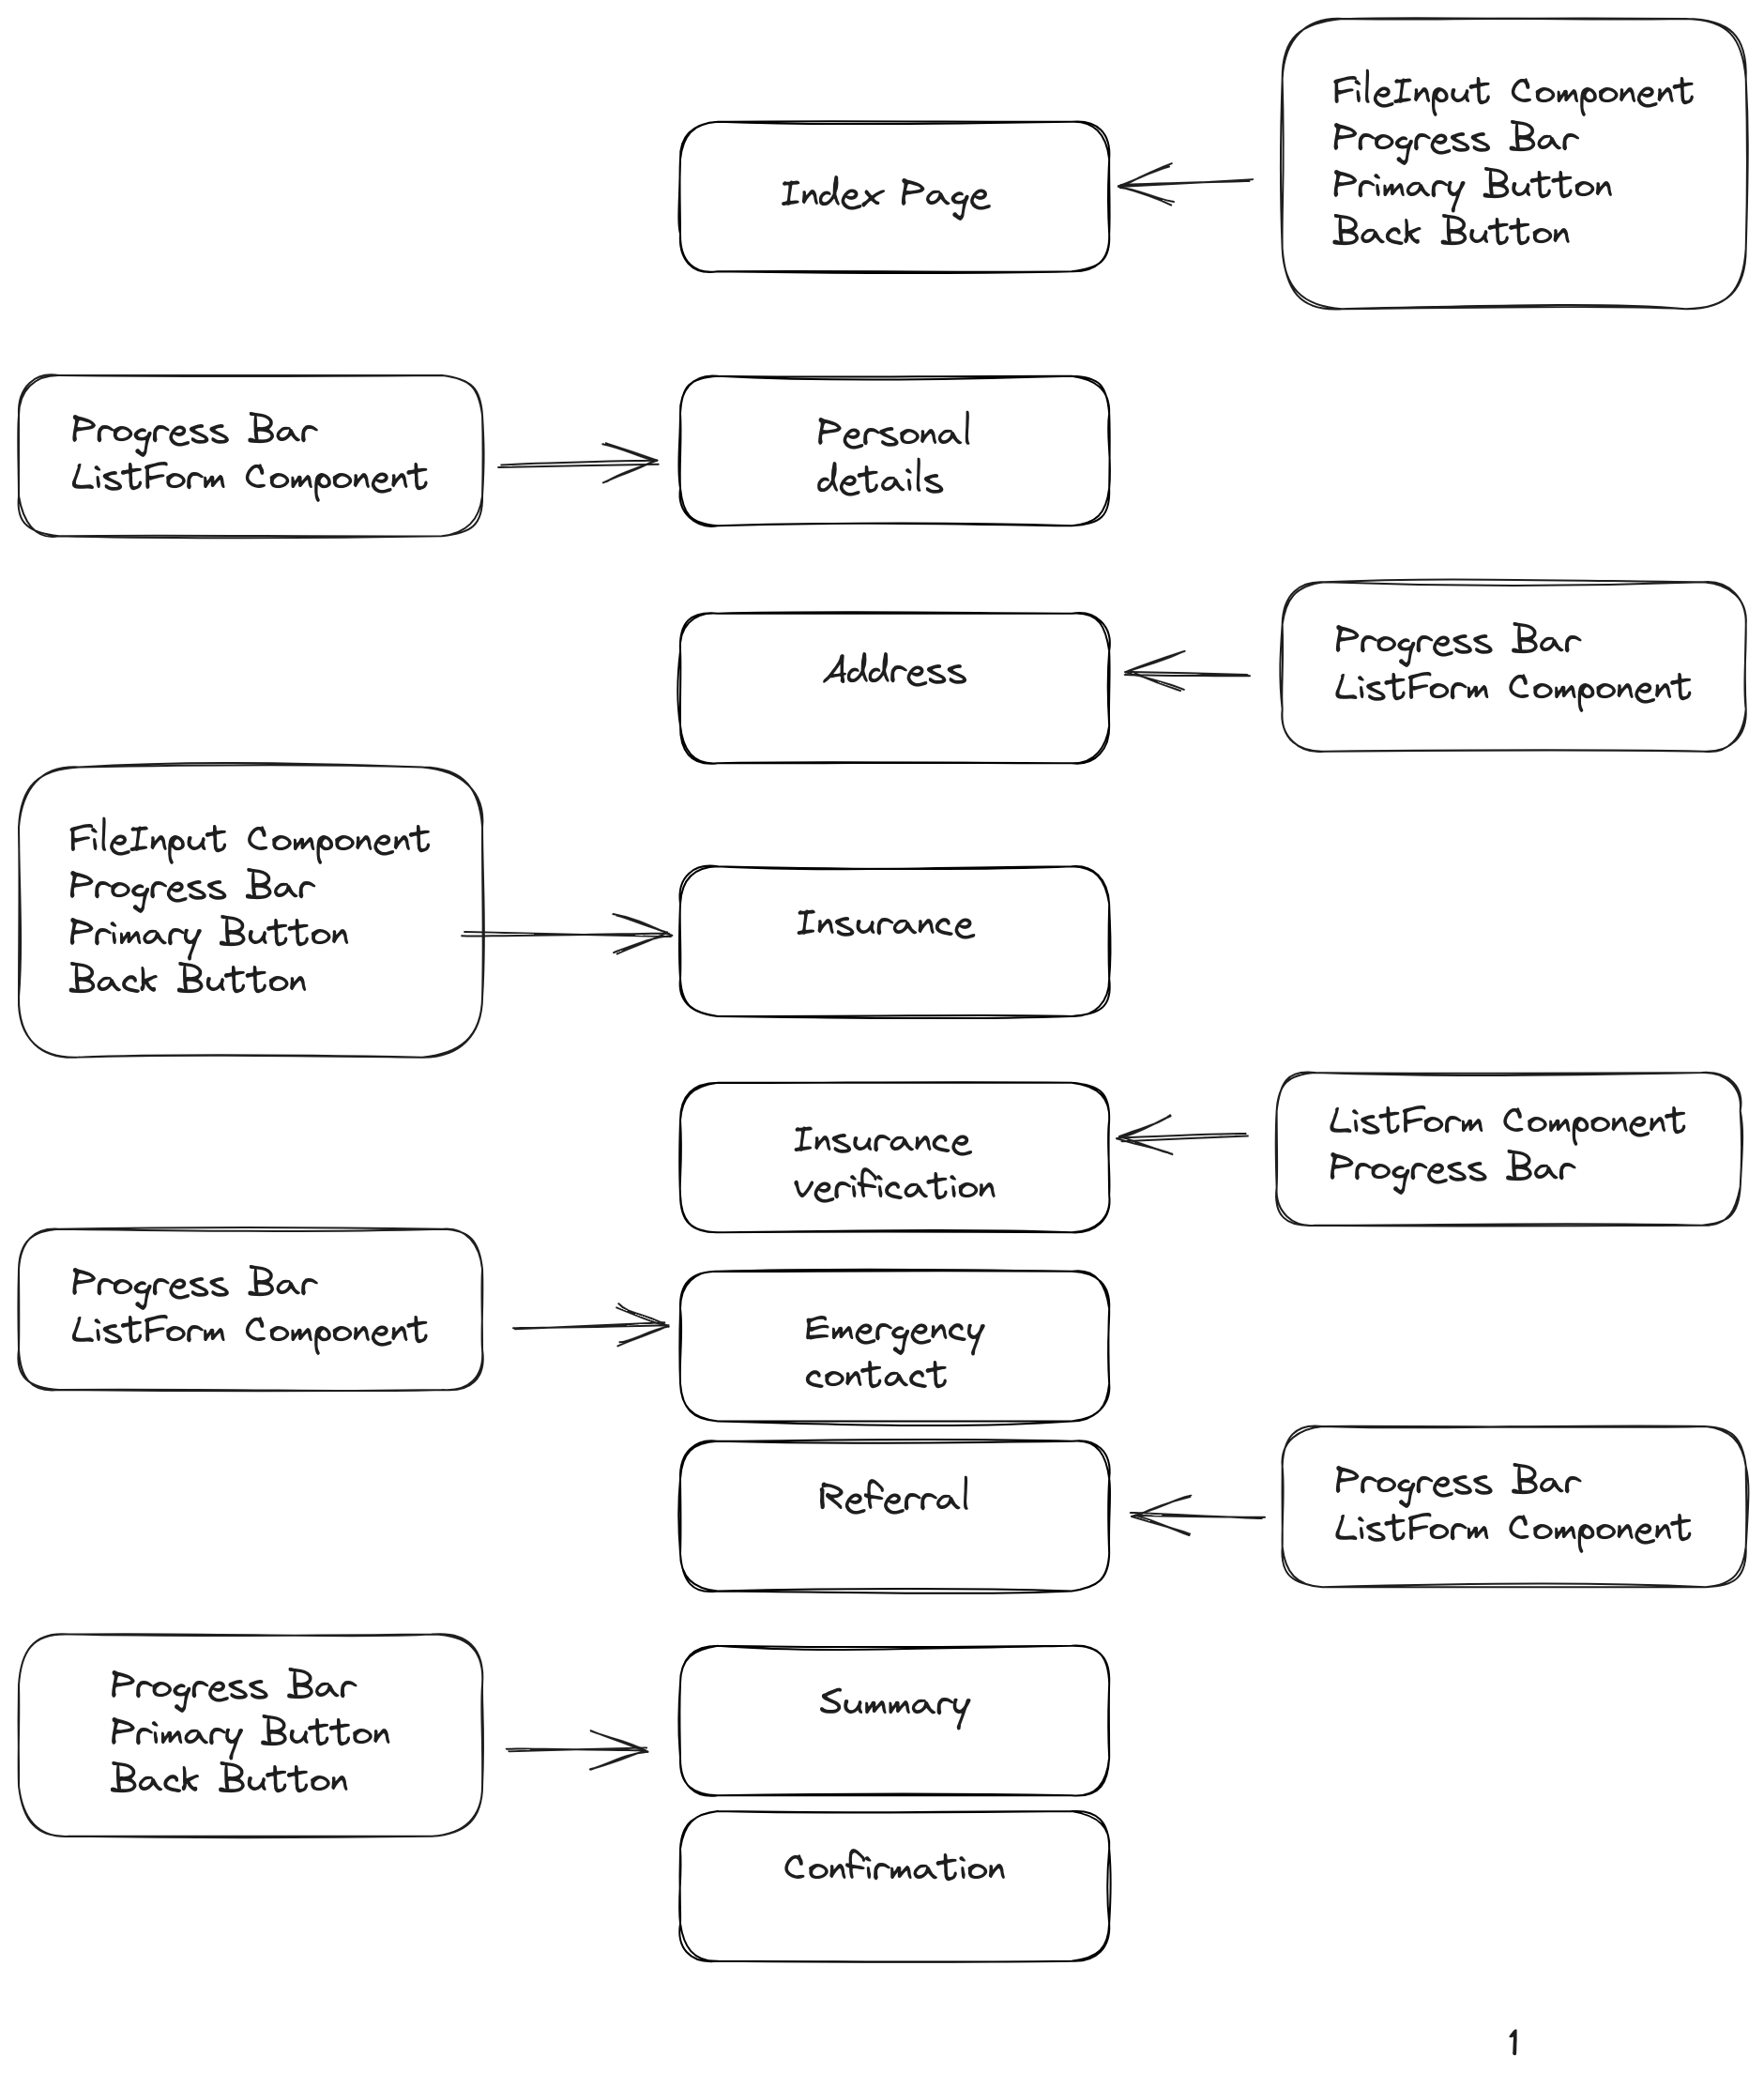 FileInput Component
Progress Bar
Primary Button
Back Button
Index Page
Progress Bar
ListForm Component
Personal
details
Progress Bar
ListForm Component
Address
FileInput Component
Progress Bar
Primary Button
Back Button
Insurance
ListForm Component
Progress Bar
Insurance
verification
Progress Bar
ListForm Component
Emergency
contact
Progress Bar
ListForm Component
Referral
Progress Bar
Primary Button
Back Button
Summary
Confirmation
1